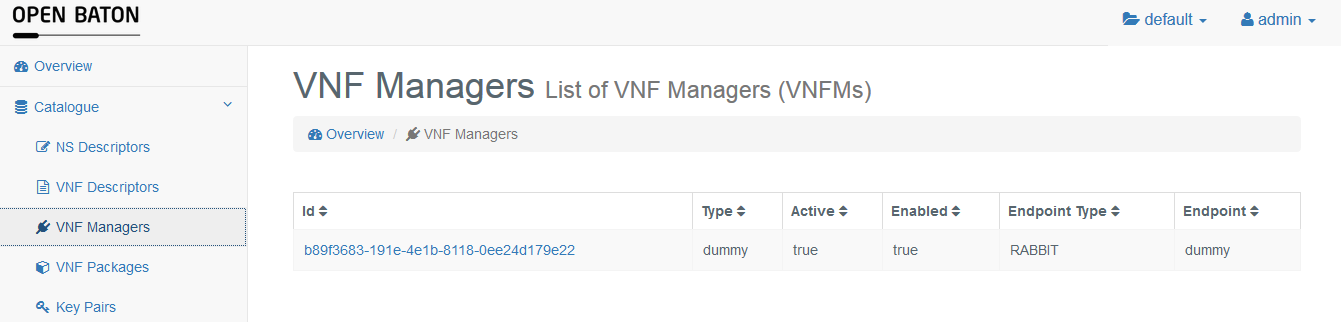 OPEN BATON
default
admin
Overview
Catalogue
NS Descriptors
VNF Descriptors
VNF Managers
VNF Packages
Key Pairs
VNF Managers List of VNF Managers (VNFMs)
Overview / VNF Managers
Id Type Active Enabled Endpoint Type Endpoint
b89f3683-191e-4e1b-8118-0ee24d179e22 dummy true true RABBIT dummy